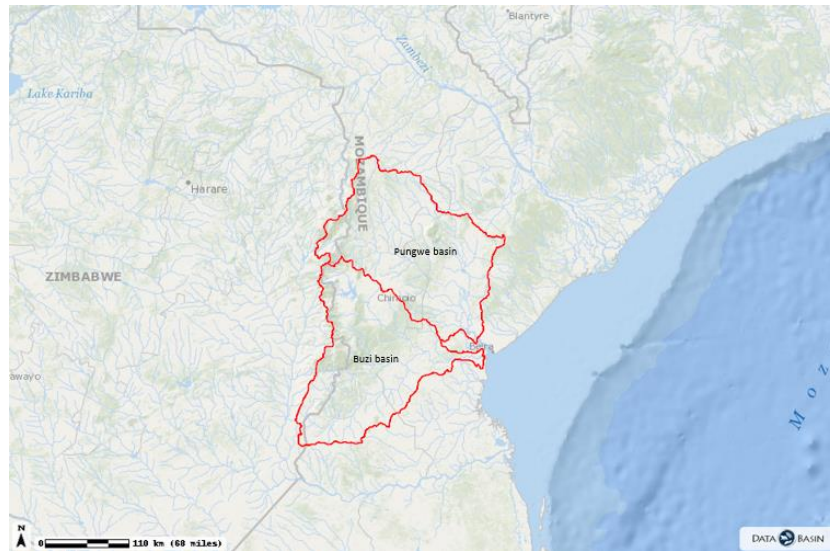 Blantyre
Zambezi
Lake Kariba
MOZAMBIQUE
Harare
Pungwe basin
ZIMBABWE
Chimoio
Beira
Buzi basin
awayo
M o z
N
0 110 km (68 miles)
DATA BASIN